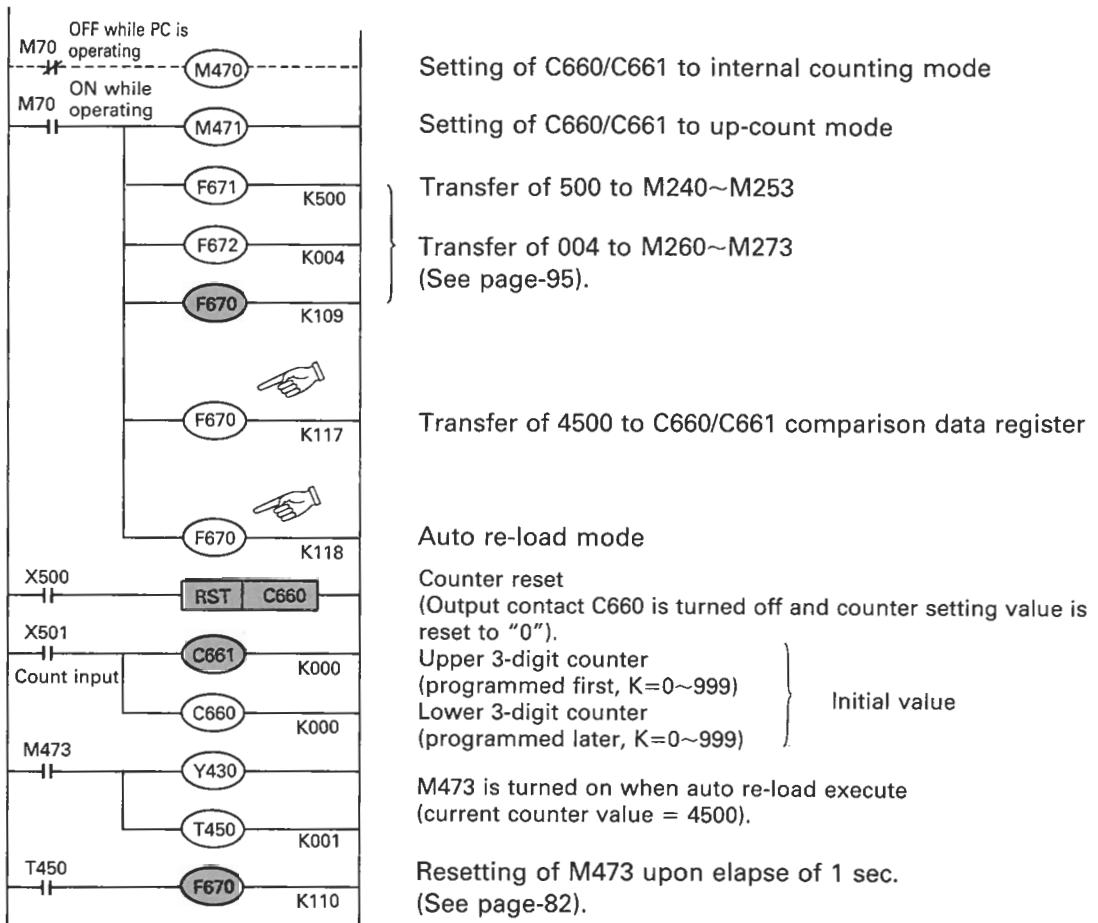 OFF while PC is
M70 operating
M470
Setting of C660/C661 to internal counting mode
ON while
M70 operating
M471
Setting of C660/C661 to up-count mode
F671
K500
Transfer of 500 to M240~M253
F672
K004
Transfer of 004 to M260~M273
(See page-95).
F670
K109
F670
K117
Transfer of 4500 to C660/C661 comparison data register
F670
K118
Auto re-load mode
X500
RST C660
Counter reset
(Output contact C660 is turned off and counter setting value is
reset to "0").
X501
Count input
C661
K000
Upper 3-digit counter
(programmed first, K=0~999)
C660
K000
Lower 3-digit counter
(programmed later, K=0~999)
Initial value
M473
Y430
T450
K001
M473 is turned on when auto re-load execute
(current counter value = 4500).
T450
F670
K110
Resetting of M473 upon elapse of 1 sec.
(See page-82).